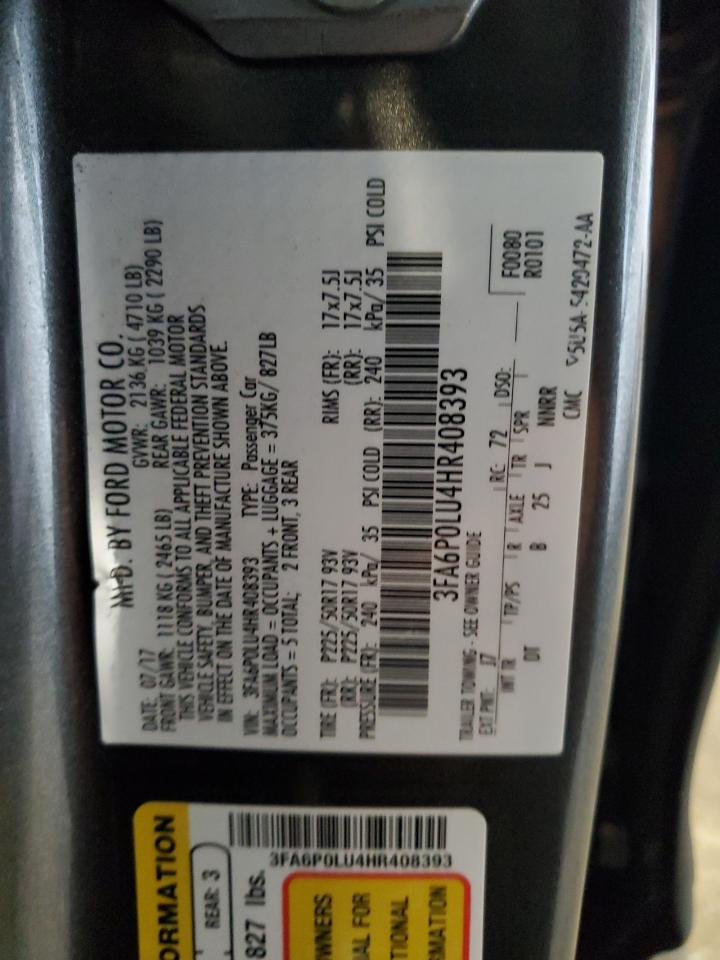 MFD. BY FORD MOTOR CO.
DATE: 07/17 GVWR: 2136 KG ( 4710 LB)
FRONT GAWR: 1118 KG ( 2465 LB) REAR GAWR: 1039 KG ( 2290 LB)
THIS VEHICLE CONFORMS TO ALL APPLICABLE FEDERAL MOTOR
VEHICLE SAFETY, BUMPER, AND THEFT PREVENTION STANDARDS
IN EFFECT ON THE DATE OF MANUFACTURE SHOWN ABOVE.
VIN: 3FA6P0LU4HR408393 TYPE: Passenger Car
MAXIMUM LOAD = OCCUPANTS + LUGGAGE = 375KG/ 827LB
OCCUPANTS = 5 TOTAL; 2 FRONT, 3 REAR
TIRE (FR): P225/50R17 93V RIMS (FR): 17x7.5J
(RR): P225/50R17 93V (RR): 17x7.5J
PRESSURE (FR): 240 kPa/ 35 PSI COLD (RR): 240 kPa/ 35 PSI COLD
3FA6P0LU4HR408393
TRAILER TOWING - SEE OWNER GUIDE
EXT PNT: RC: 72 DSO: F0080
INT TR TP/PS R AXLE TR SPR R0101
DT B 25 J NNRR
CMC 5U5A-5420472-AA
ORMATION
REAR: 3
827 lbs.
3FA6P0LU4HR408393
OWNERS
UAL FOR
TIONAL
RMATION